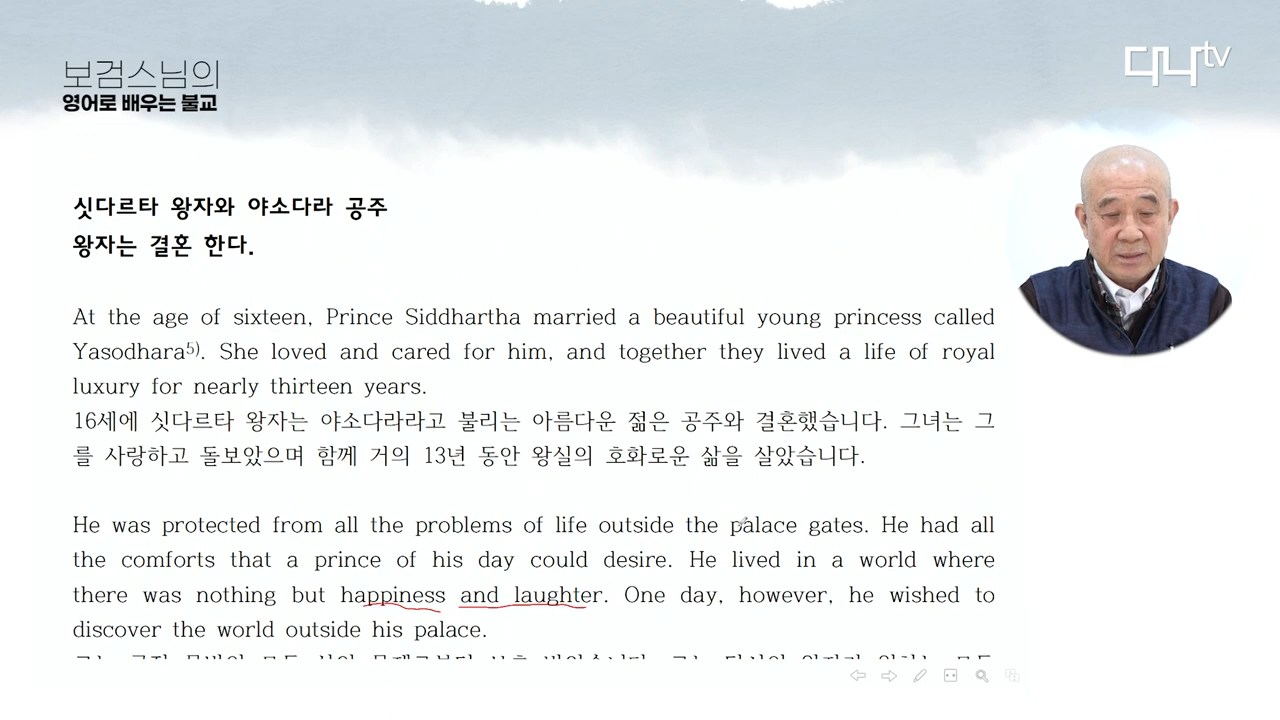 보검스님의
영어로 배우는 불교
디나tv
싯다르타 왕자와 야소다라 공주
왕자는 결혼 한다.
At the age of sixteen, Prince Siddhartha married a beautiful young princess called
Yasodhara5). She loved and cared for him, and together they lived a life of royal
luxury for nearly thirteen years.
16세에 싯다르타 왕자는 야소다라라고 불리는 아름다운 젊은 공주와 결혼했습니다. 그녀는 그
를 사랑하고 돌보았으며 함께 거의 13년 동안 왕실의 호화로운 삶을 살았습니다.
He was protected from all the problems of life outside the palace gates. He had all
the comforts that a prince of his day could desire. He lived in a world where
there was nothing but happiness and laughter. One day, however, he wished to
discover the world outside his palace.